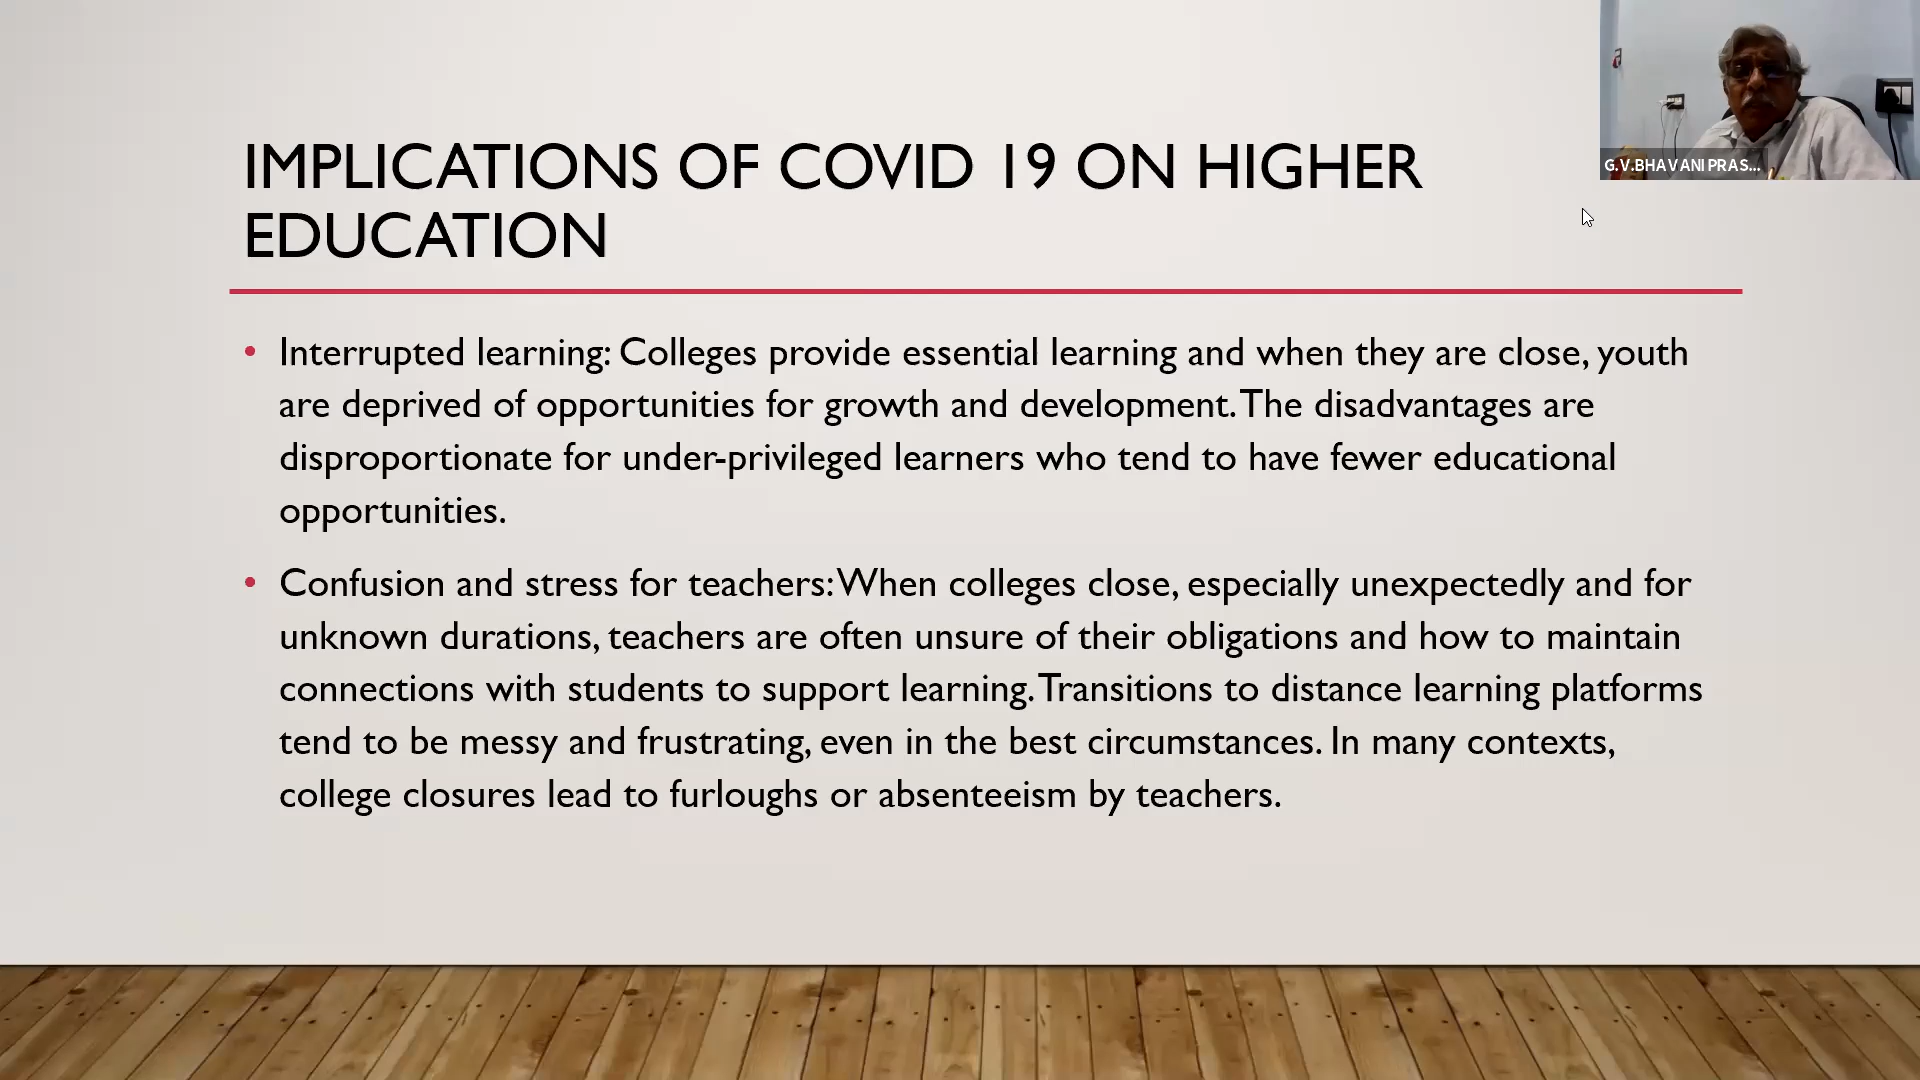 IMPLICATIONS OF COVID 19 ON HIGHER
EDUCATION
• Interrupted learning: Colleges provide essential learning and when they are close, youth
are deprived of opportunities for growth and development. The disadvantages are
disproportionate for under-privileged learners who tend to have fewer educational
opportunities.
• Confusion and stress for teachers: When colleges close, especially unexpectedly and for
unknown durations, teachers are often unsure of their obligations and how to maintain
connections with students to support learning. Transitions to distance learning platforms
tend to be messy and frustrating, even in the best circumstances. In many contexts,
college closures lead to furloughs or absenteeism by teachers.
G.V.BHAVANI PRAS...